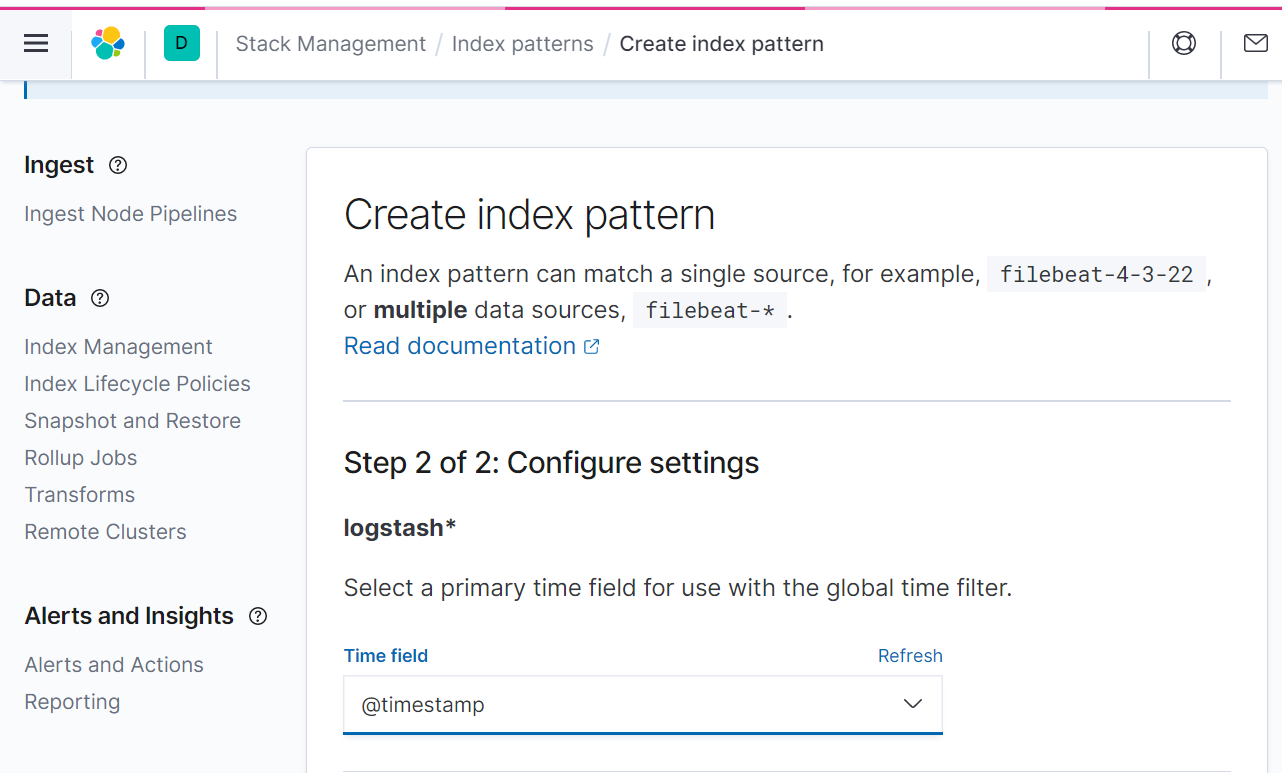 D Stack Management / Index patterns / Create index pattern
Ingest
Ingest Node Pipelines
Data
Index Management
Index Lifecycle Policies
Snapshot and Restore
Rollup Jobs
Transforms
Remote Clusters
Alerts and Insights
Alerts and Actions
Reporting
Create index pattern
An index pattern can match a single source, for example, filebeat-4-3-22 ,
or multiple data sources, filebeat-* .
Read documentation
Step 2 of 2: Configure settings
logstash*
Select a primary time field for use with the global time filter.
Time field Refresh
@timestamp